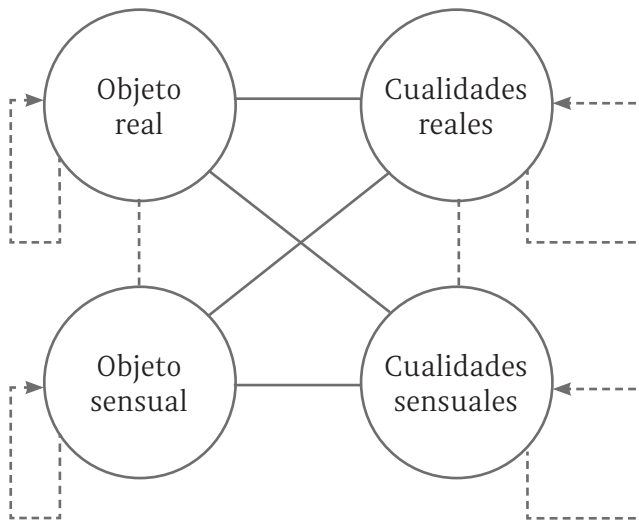 Objeto
real
Cualidades
reales
Objeto
sensual
Cualidades
sensuales